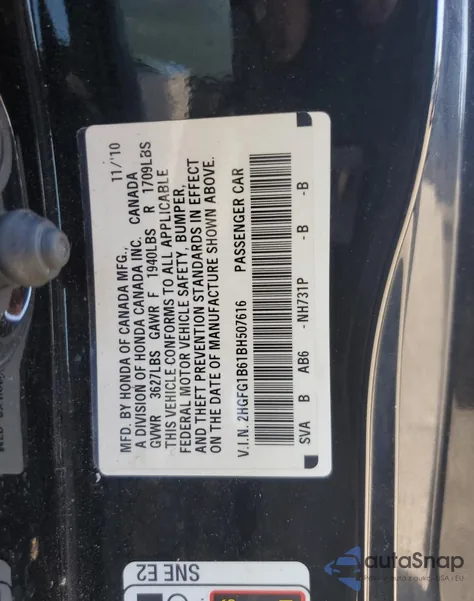 MFD. BY HONDA OF CANADA MFG., 11/'10
A DIVISION OF HONDA CANADA INC. CANADA
GVWR 3627LBS GAWR F 1940LBS R 1709LBS
THIS VEHICLE CONFORMS TO ALL APPLICABLE
FEDERAL MOTOR VEHICLE SAFETY, BUMPER,
AND THEFT PREVENTION STANDARDS IN EFFECT
ON THE DATE OF MANUFACTURE SHOWN ABOVE.
V.I.N. 2HGFG1B61BH507616 PASSENGER CAR
SVA B AB6 -NH731P -B -B
SNE E2
autoSnap